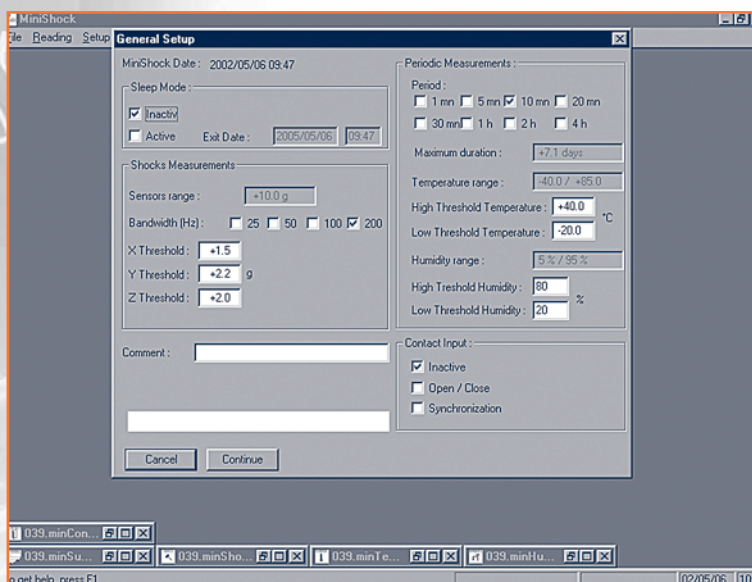 MiniShock
File Reading Setup
General Setup
MiniShock Date : 2002/05/06 09:47
Sleep Mode :
Inactiv
Active Exit Date : 2005/05/06 09:47
Shocks Measurements
Sensors range : +10.0 g
Bandwidth (Hz) : 25 50 100 200
X Threshold : +1.5
Y Threshold : +2.2 g
Z Threshold : +2.0
Comment :
Cancel Continue
Periodic Measurements :
Period :
1 mn 5 mn 10 mn 20 mn
30 mn 1 h 2 h 4 h
Maximum duration : +7.1 days
Temperature range : -40.0 / +85.0
High Threshold Temperature : +40.0
°C
Low Threshold Temperature : -20.0
Humidity range : 5 % / 95 %
High Treshold Humidity : 80
%
Low Threshold Humidity : 20
Contact Input :
Inactive
Open / Close
Synchronization
039.minCon...
039.minSu... 039.minSho... 039.minTe... 039.minHu...
o get help, press F1 02/05/06 10